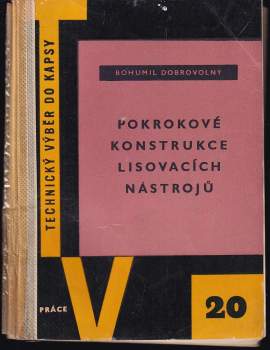 BOHUMIL DOBROVOLNÝ
POKROKOVÉ
KONSTRUKCE
LISOVACÍCH
NÁSTROJŮ
TECHNICKÝ VÝBĚR DO KAPSY
T
V
PRÁCE
20